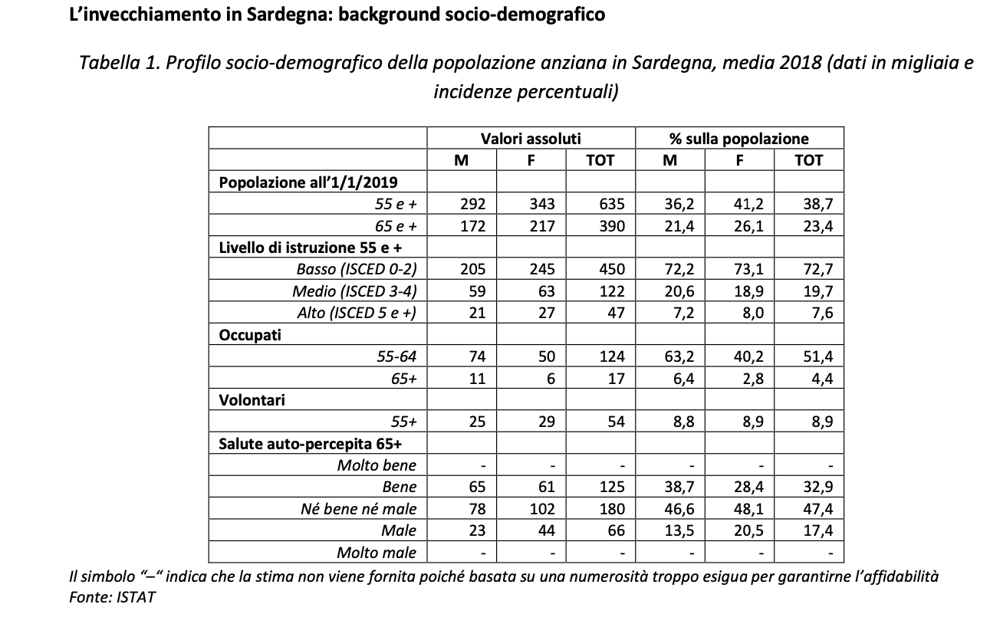 L’invecchiamento in Sardegna: background socio-demografico
Tabella 1. Profilo socio-demografico della popolazione anziana in Sardegna, media 2018 (dati in migliaia e
incidenze percentuali)
Valori assoluti % sulla popolazione
M F TOT M F TOT
Popolazione all’1/1/2019
55 e + 292 343 635 36,2 41,2 38,7
65 e + 172 217 390 21,4 26,1 23,4
Livello di istruzione 55 e +
Basso (ISCED 0-2) 205 245 450 72,2 73,1 72,7
Medio (ISCED 3-4) 59 63 122 20,6 18,9 19,7
Alto (ISCED 5 e +) 21 27 47 7,2 8,0 7,6
Occupati
55-64 74 50 124 63,2 40,2 51,4
65+ 11 6 17 6,4 2,8 4,4
Volontari
55+ 25 29 54 8,8 8,9 8,9
Salute auto-percepita 65+
Molto bene - - - - - -
Bene 65 61 125 38,7 28,4 32,9
Né bene né male 78 102 180 46,6 48,1 47,4
Male 23 44 66 13,5 20,5 17,4
Molto male - - - - - -
Il simbolo “–“ indica che la stima non viene fornita poiché basata su una numerosità troppo esigua per garantirne l’affidabilità
Fonte: ISTAT